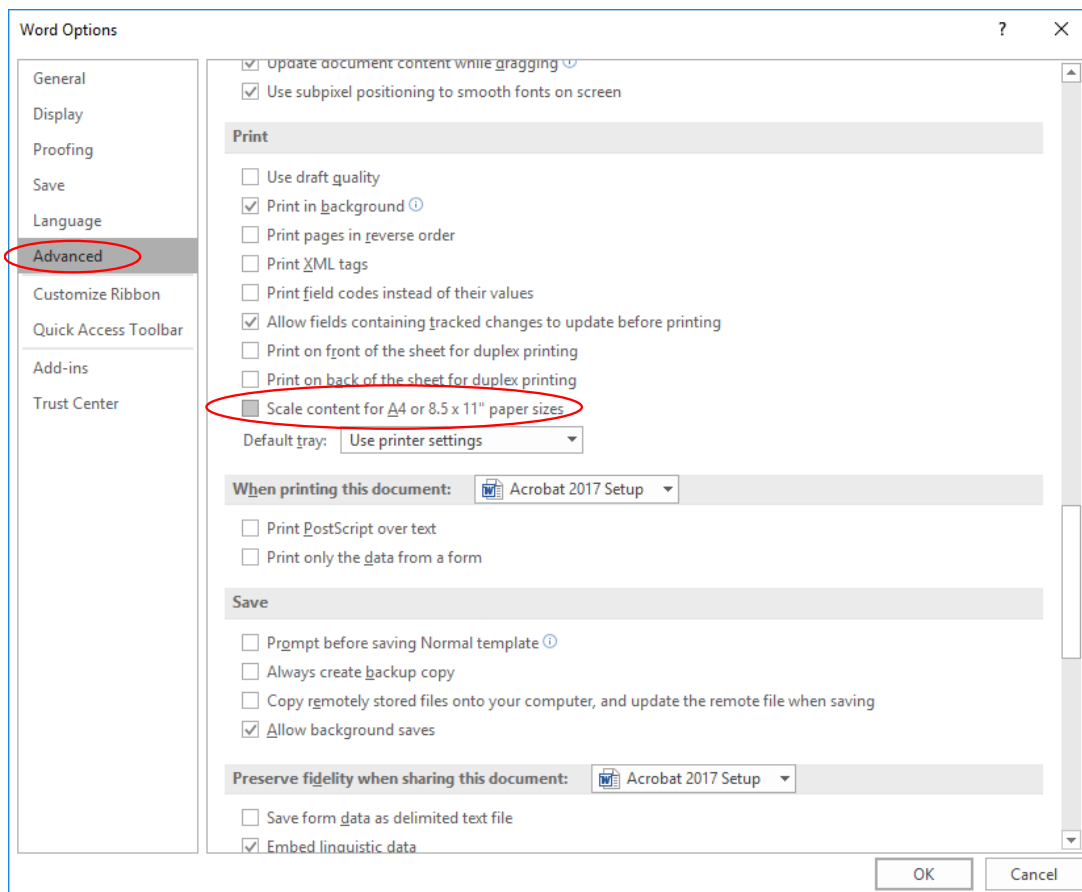 Word Options
?
General
Display
Proofing
Save
Language
Advanced
Customize Ribbon
Quick Access Toolbar
Add-ins
Trust Center
Update document content while dragging
Use subpixel positioning to smooth fonts on screen
Print
Use draft quality
Print in background
Print pages in reverse order
Print XML tags
Print field codes instead of their values
Allow fields containing tracked changes to update before printing
Print on front of the sheet for duplex printing
Print on back of the sheet for duplex printing
Scale content for A4 or 8.5 x 11" paper sizes
Default tray: Use printer settings
When printing this document: Acrobat 2017 Setup
Print PostScript over text
Print only the data from a form
Save
Prompt before saving Normal template
Always create backup copy
Copy remotely stored files onto your computer, and update the remote file when saving
Allow background saves
Preserve fidelity when sharing this document: Acrobat 2017 Setup
Save form data as delimited text file
Embed linguistic data
OK Cancel